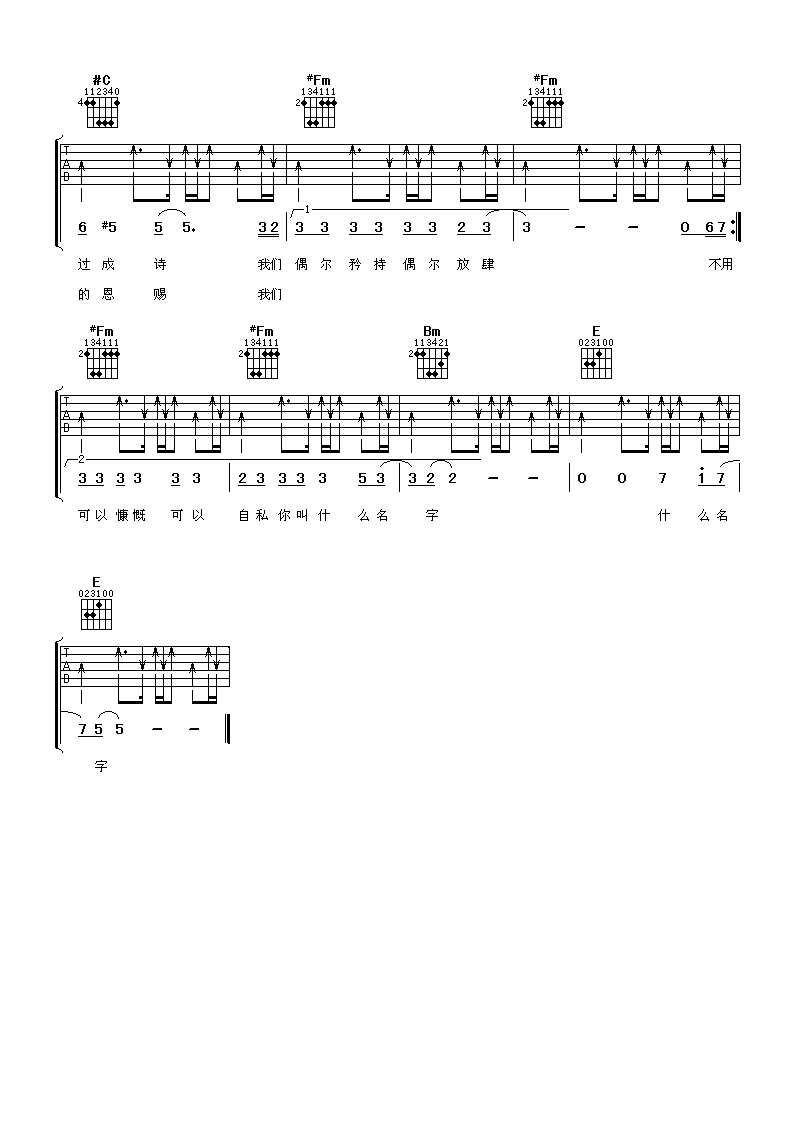 #C #Fm #Fm
112340 134111 134111
4 2 2
T
A
B
1
6 #5 5 5. 32 3 3 3 3 3 3 2 3 3 - - 0 67 :
过 成 诗 我们 偶 尔 矜 持 偶 尔 放 肆 不用
的 恩 赐 我们
#Fm #Fm Bm E
134111 134111 113421 023100
2 2 2
T
A
B
2
3 3 3 3 3 3 2 3 3 3 3 5 3 3 2 2 - - 0 0 7 1 7
可 以 慷 慨 可 以 自 私 你 叫 什 么 名 字 什 么 名
E
023100
T
A
B
7 5 5 - -
字